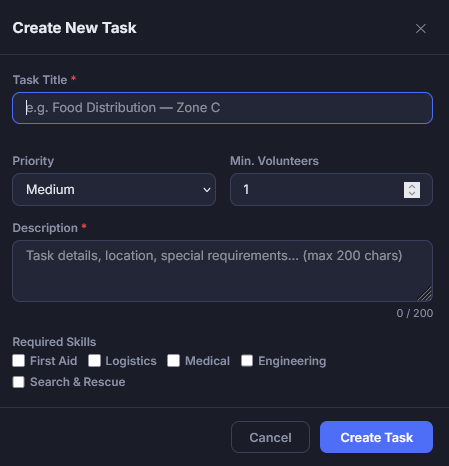 Create New Task
Task Title *
e.g. Food Distribution — Zone C
Priority Min. Volunteers
Medium 1
Description *
Task details, location, special requirements... (max 200 chars)
0 / 200
Required Skills
First Aid Logistics Medical Engineering
Search & Rescue
Cancel Create Task